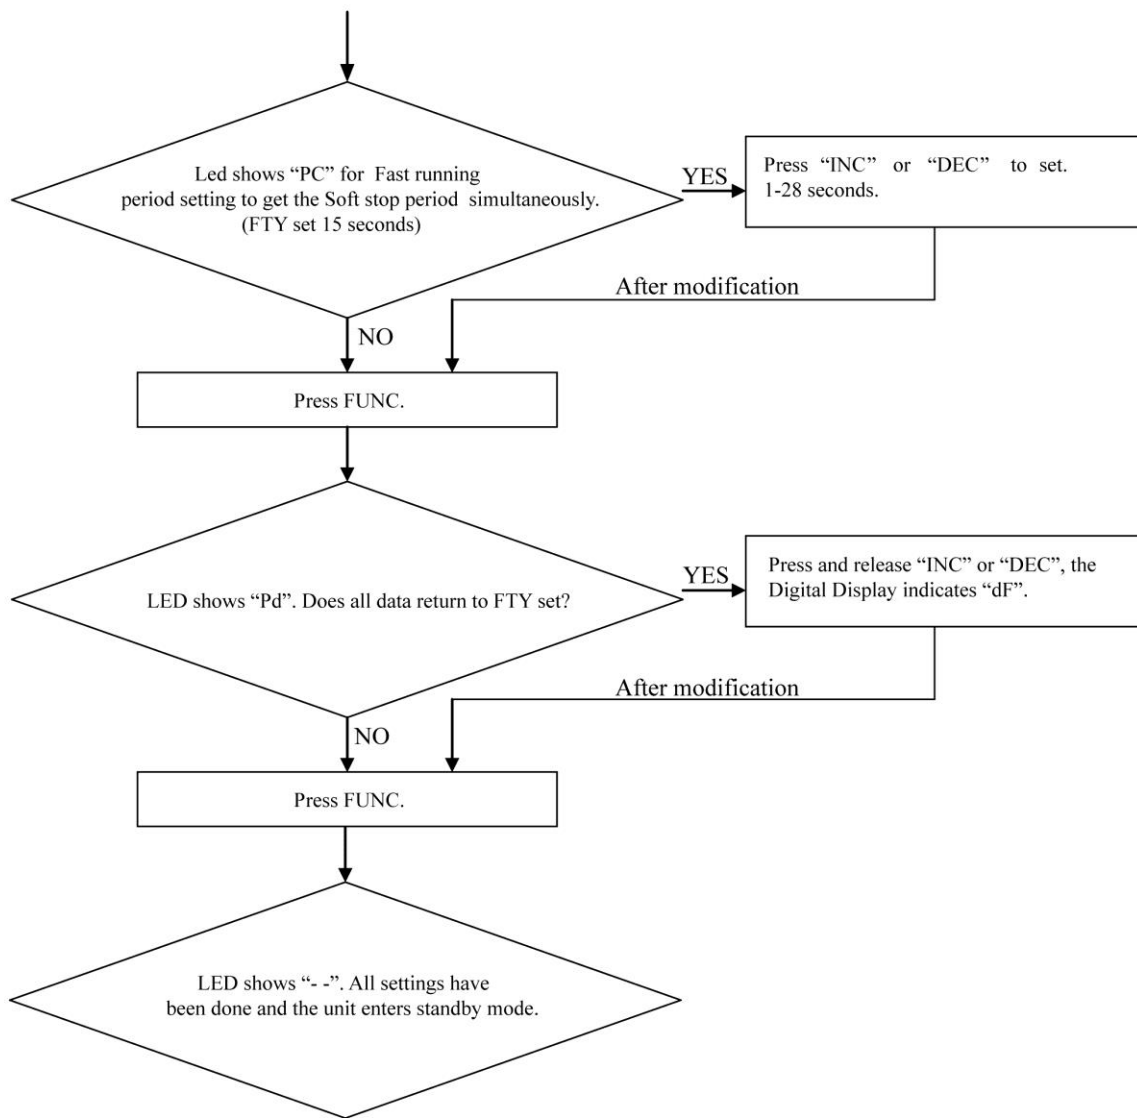 Led shows “PC” for Fast running
period setting to get the Soft stop period simultaneously.
(FTY set 15 seconds)
YES
Press “INC” or “DEC” to set.
1-28 seconds.
After modification
NO
Press FUNC.
LED shows “Pd”. Does all data return to FTY set?
YES
Press and release “INC” or “DEC”, the
Digital Display indicates “dF”.
After modification
NO
Press FUNC.
LED shows “- -”. All settings have
been done and the unit enters standby mode.